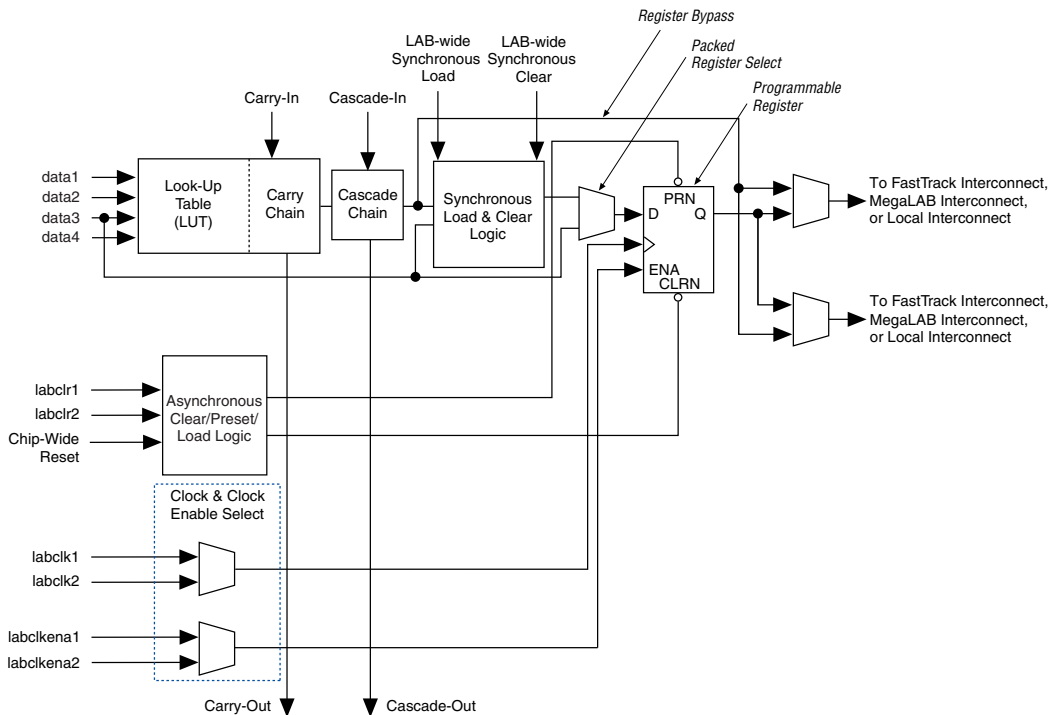 Register Bypass
LAB-wide
Synchronous
Load
LAB-wide
Synchronous
Clear
Packed
Register Select
Programmable
Register
Carry-In
Cascade-In
data1
data2
data3
data4
Look-Up
Table
(LUT)
Carry
Chain
Cascade
Chain
Synchronous
Load & Clear
Logic
PRN
D
Q
ENA
CLRN
To FastTrack Interconnect,
MegaLAB Interconnect,
or Local Interconnect
To FastTrack Interconnect,
MegaLAB Interconnect,
or Local Interconnect
labclr1
labclr2
Chip-Wide
Reset
Asynchronous
Clear/Preset/
Load Logic
Clock & Clock
Enable Select
labclk1
labclk2
labclkena1
labclkena2
Carry-Out
Cascade-Out